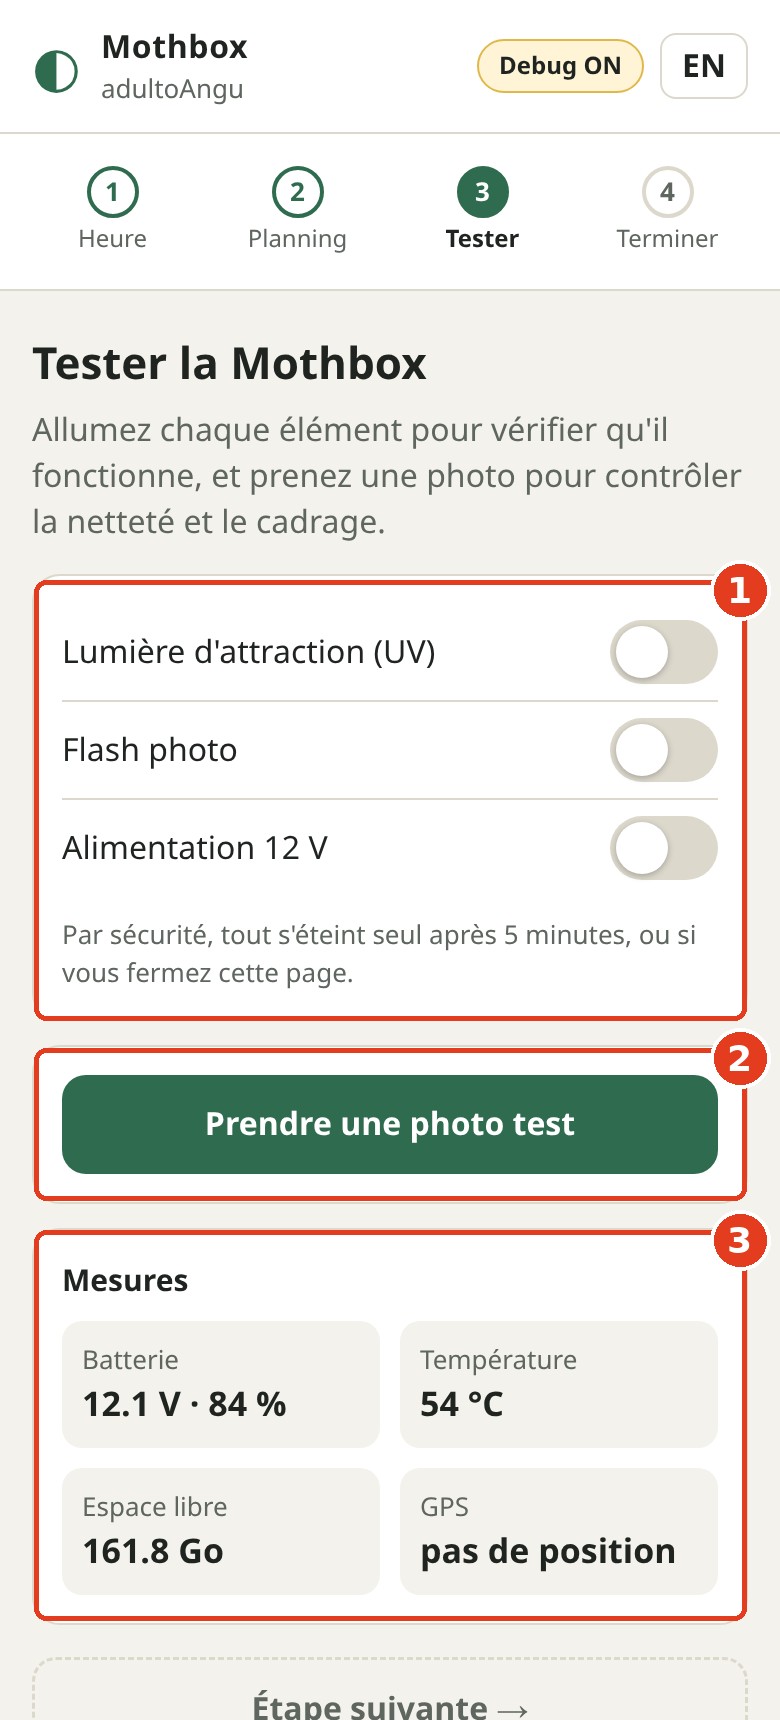 Mothbox
adultoAngu
Debug ON
EN
1
Heure
2
Planning
3
Tester
4
Terminer
Tester la Mothbox
Allumez chaque élément pour vérifier qu'il
fonctionne, et prenez une photo pour contrôler
la netteté et le cadrage.
1
Lumière d'attraction (UV)
Flash photo
Alimentation 12 V
Par sécurité, tout s'éteint seul après 5 minutes, ou si
vous fermez cette page.
2
Prendre une photo test
3
Mesures
Batterie
12.1 V · 84 %
Température
54 °C
Espace libre
161.8 Go
GPS
pas de position
Étape suivante →